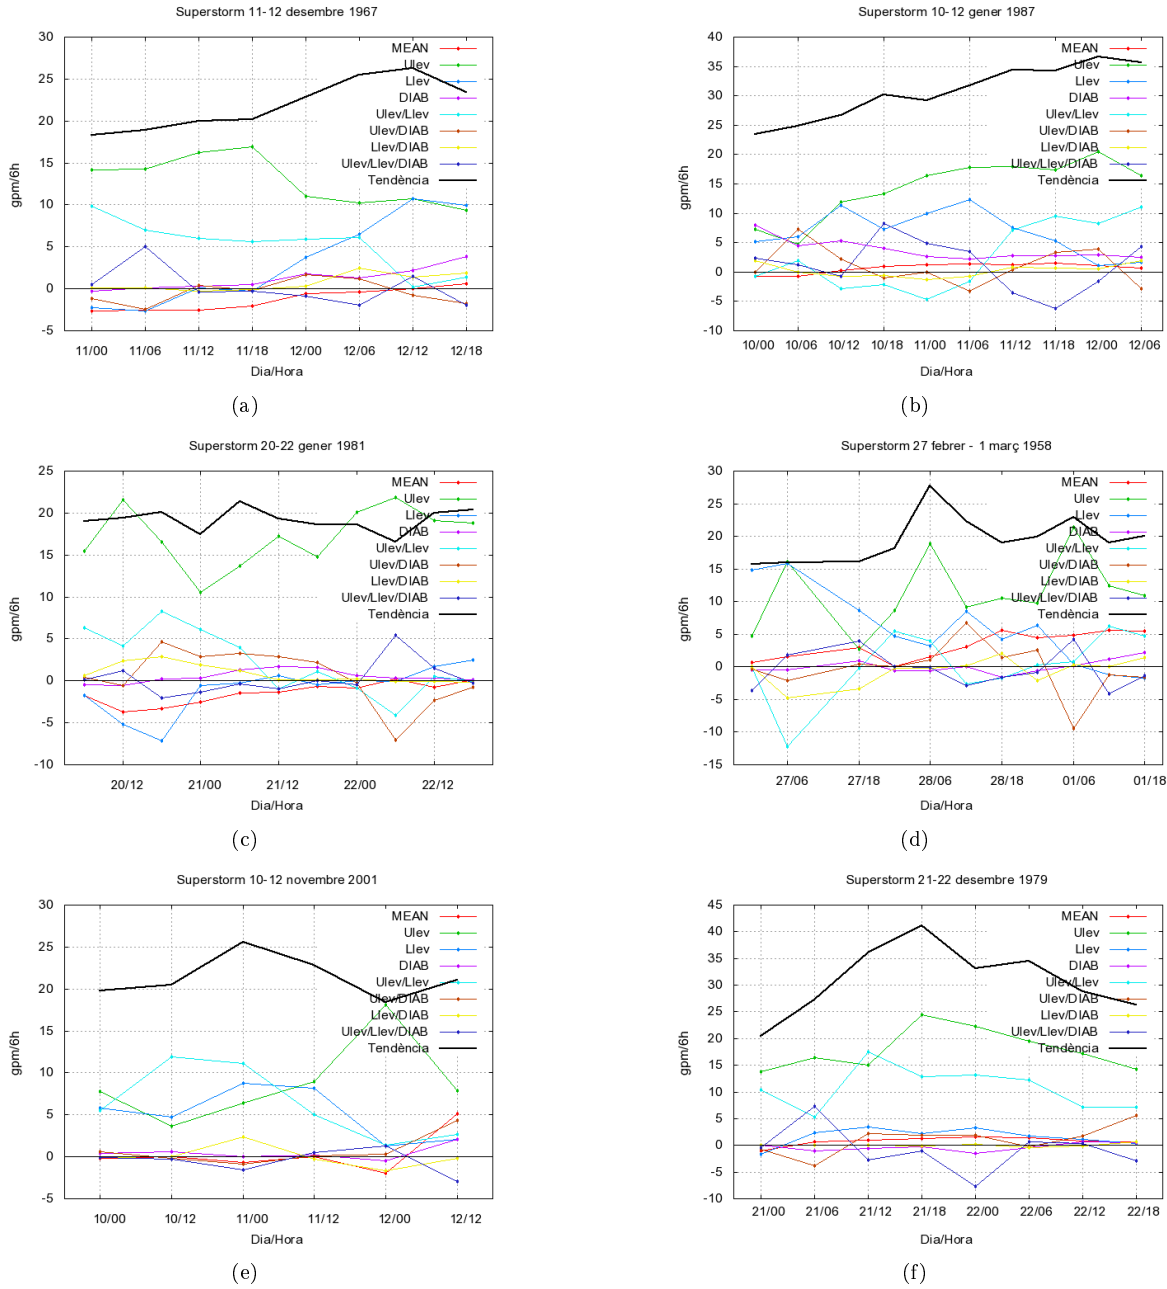 Superstorm 11-12 desembre 1967
30
25
20
15
10
5
0
-5
gpm/6h
MEAN
Ulev
Llev
DIAB
Ulev/Llev
Ulev/DIAB
Llev/DIAB
Ulev/Llev/DIAB
Tendència
11/00 11/06 11/12 11/18 12/00 12/06 12/12 12/18
Dia/Hora
(a)
Superstorm 10-12 gener 1987
40
35
30
25
20
15
10
5
0
-5
-10
gpm/6h
MEAN
Ulev
Llev
DIAB
Ulev/Llev
Ulev/DIAB
Llev/DIAB
Ulev/Llev/DIAB
Tendència
10/00 10/06 10/12 10/18 11/00 11/06 11/12 11/18 12/00 12/06
Dia/Hora
(b)
Superstorm 20-22 gener 1981
25
20
15
10
5
0
-5
-10
gpm/6h
MEAN
Ulev
Llev
DIAB
Ulev/Llev
Ulev/DIAB
Llev/DIAB
Ulev/Llev/DIAB
Tendència
20/12 21/00 21/12 22/00 22/12
Dia/Hora
(c)
Superstorm 27 febrer - 1 març 1958
30
25
20
15
10
5
0
-5
-10
-15
gpm/6h
MEAN
Ulev
Llev
DIAB
Ulev/Llev
Ulev/DIAB
Llev/DIAB
Ulev/Llev/DIAB
Tendència
27/06 27/18 28/06 28/18 01/06 01/18
Dia/Hora
(d)
Superstorm 10-12 novembre 2001
30
25
20
15
10
5
0
-5
gpm/6h
MEAN
Ulev
Llev
DIAB
Ulev/Llev
Ulev/DIAB
Llev/DIAB
Ulev/Llev/DIAB
Tendència
10/00 10/12 11/00 11/12 12/00 12/12
Dia/Hora
(e)
Superstorm 21-22 desembre 1979
45
40
35
30
25
20
15
10
5
0
-5
-10
gpm/6h
MEAN
Ulev
Llev
DIAB
Ulev/Llev
Ulev/DIAB
Llev/DIAB
Ulev/Llev/DIAB
Tendència
21/00 21/06 21/12 21/18 22/00 22/06 22/12 22/18
Dia/Hora
(f)